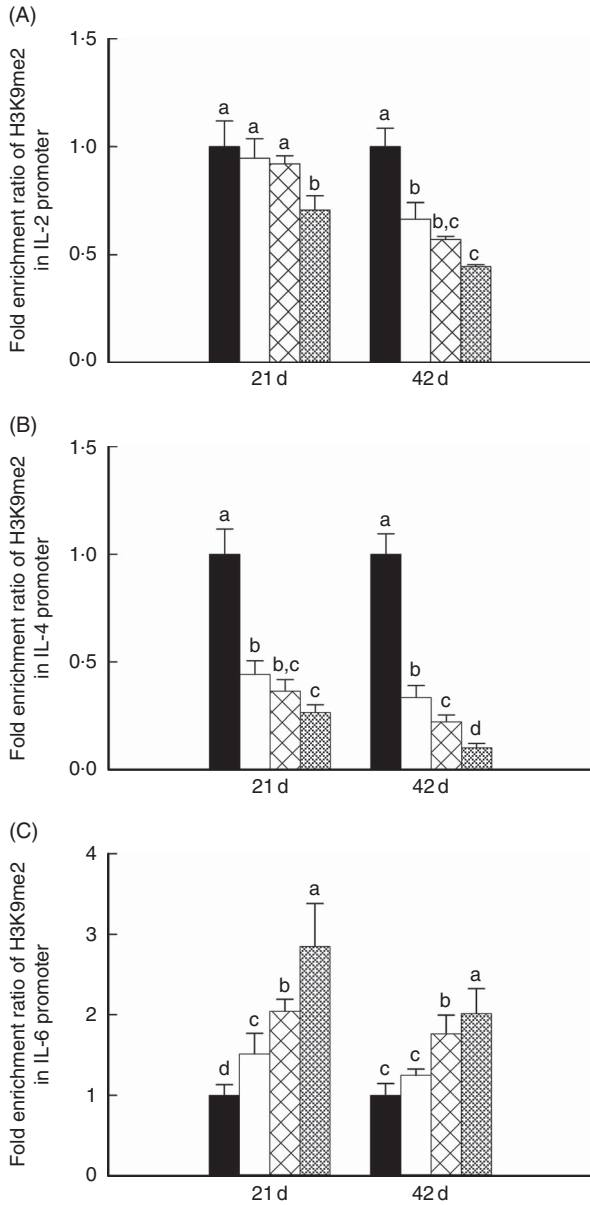 (A)
Fold enrichment ratio of H3K9me2
in IL-2 promoter
1·5
1·0
0·5
0·0
a
a
a
b
a
b
b,c
c
21 d
42 d
(B)
Fold enrichment ratio of H3K9me2
in IL-4 promoter
1·5
1·0
0·5
0·0
a
b
b,c
c
a
b
c
d
21 d
42 d
(C)
Fold enrichment ratio of H3K9me2
in IL-6 promoter
4
3
2
1
0
d
c
b
a
c
c
b
a
21 d
42 d